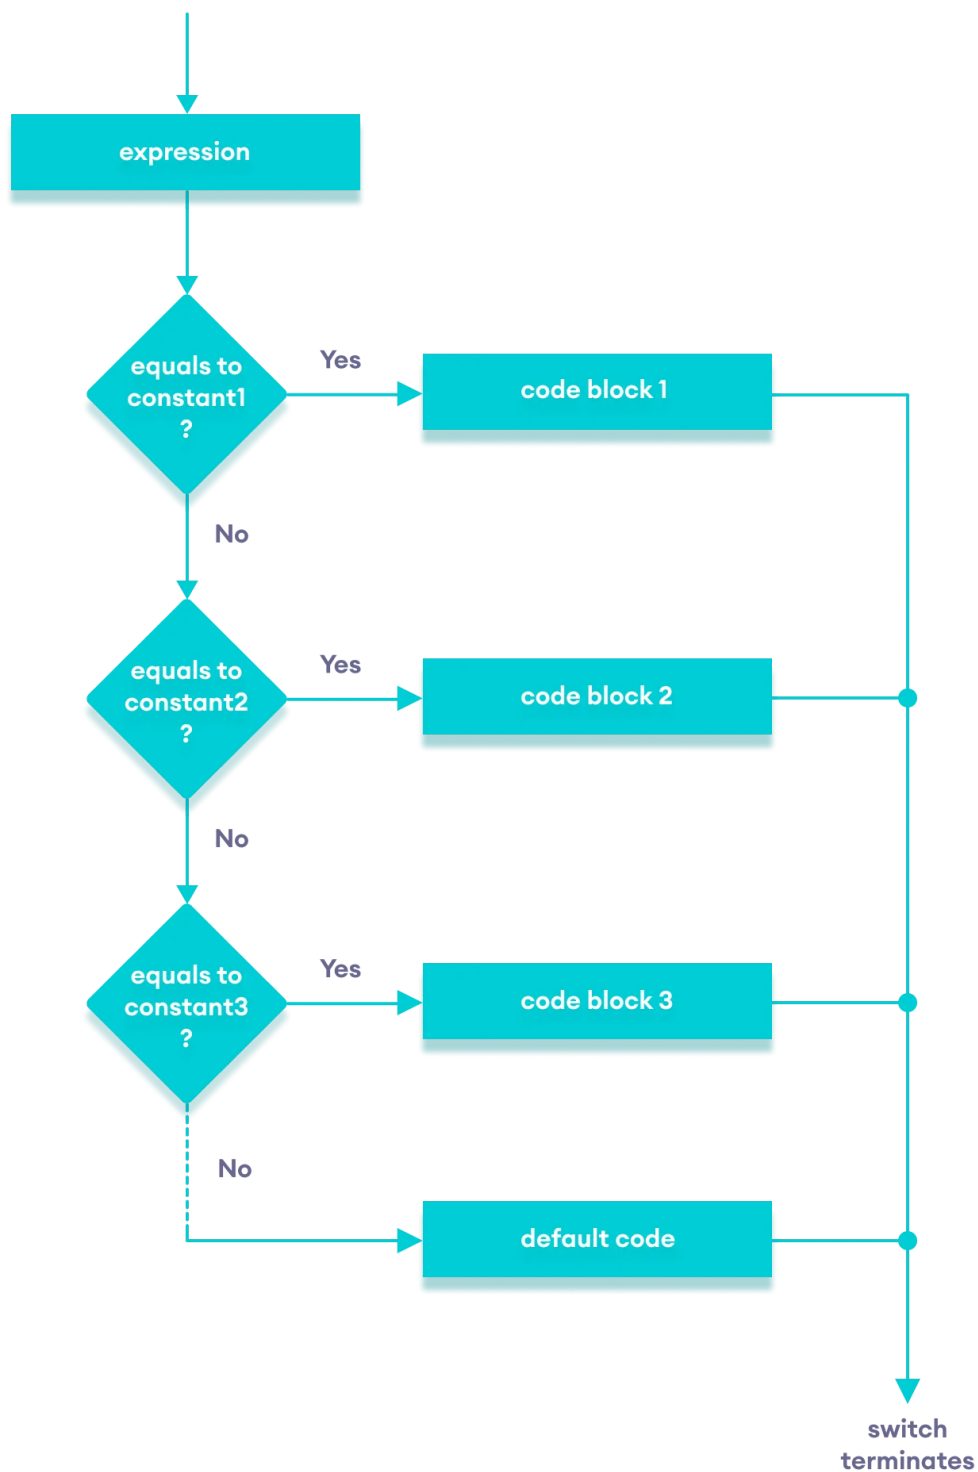 expression
equals to
constant1
?
Yes
code block 1
No
equals to
constant2
?
Yes
code block 2
No
equals to
constant3
?
Yes
code block 3
No
default code
switch
terminates